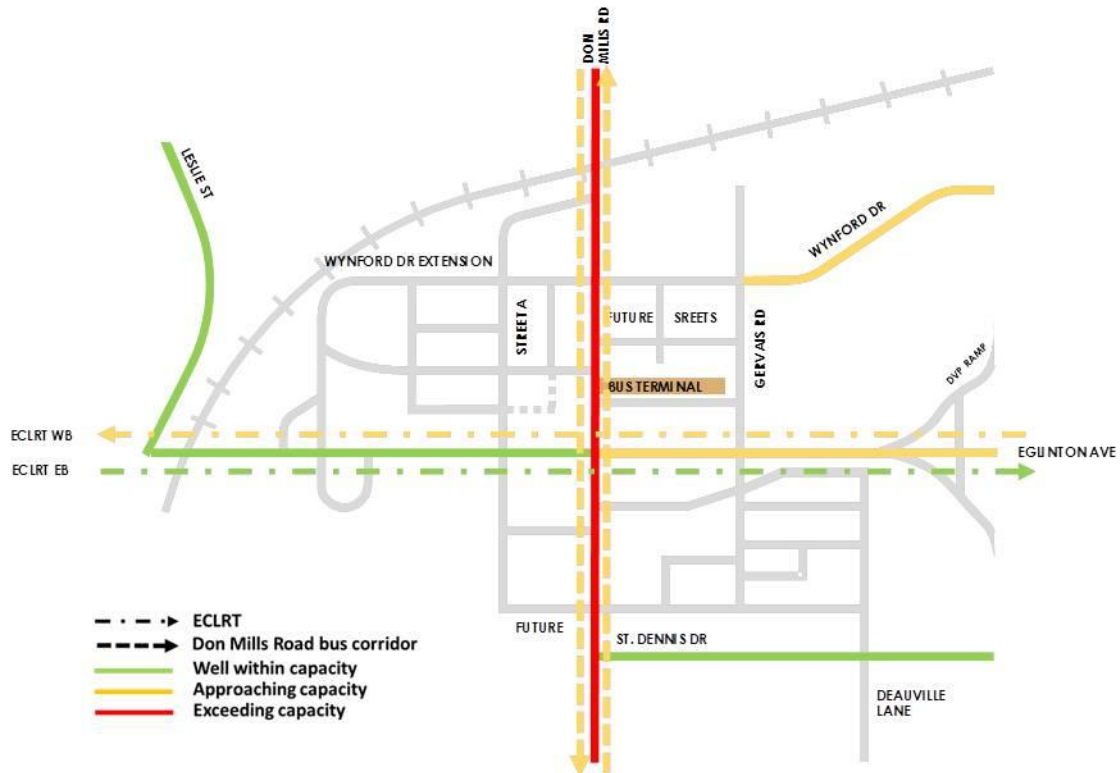 DON
MILLS RD
LESLIE ST
WYNFORD DR
WYNFORD DR EXTENSION
STREET A
FUTURE SREETS
GERVAIS RD
BUS TERMINAL
DVP RAMP
ECLRT WB
EGLINTON AVE
ECLRT EB
ECLRT
Don Mills Road bus corridor
Well within capacity
Approaching capacity
Exceeding capacity
FUTURE
ST. DENNIS DR
DEAUVILLE
LANE